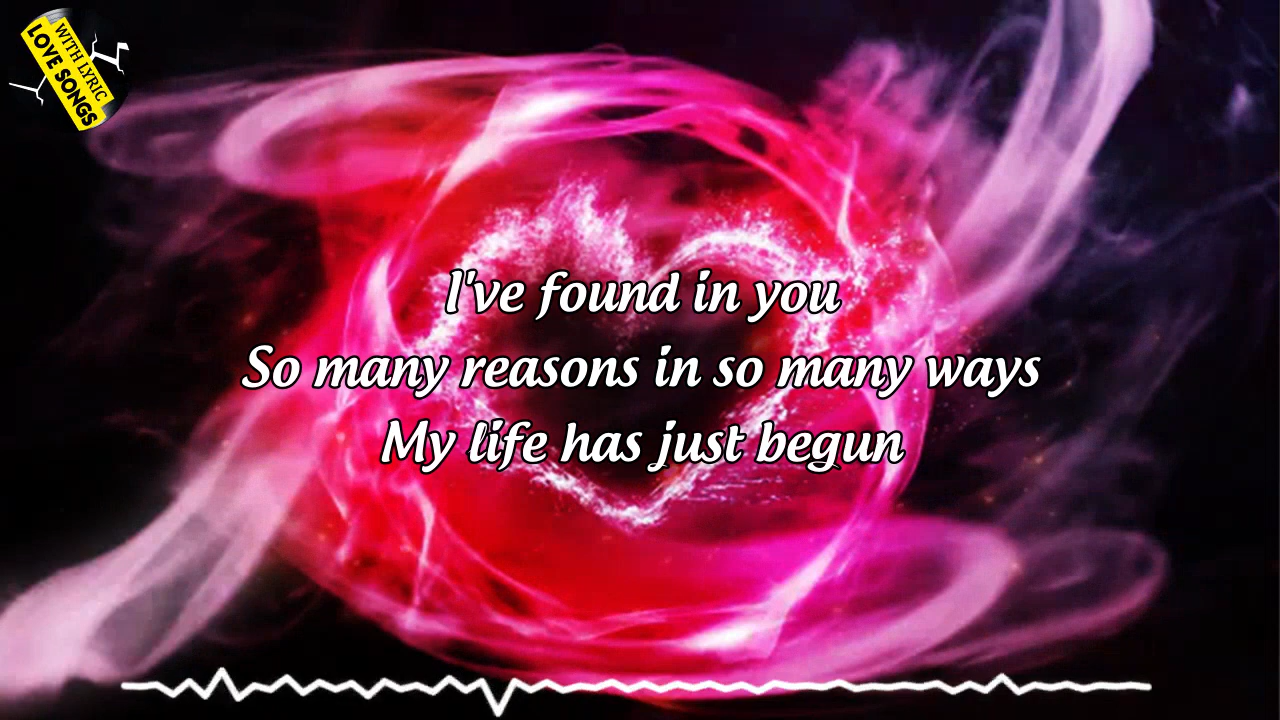 WITH LYRIC
LOVE SONGS
I've found in you
So many reasons in so many ways
My life has just begun